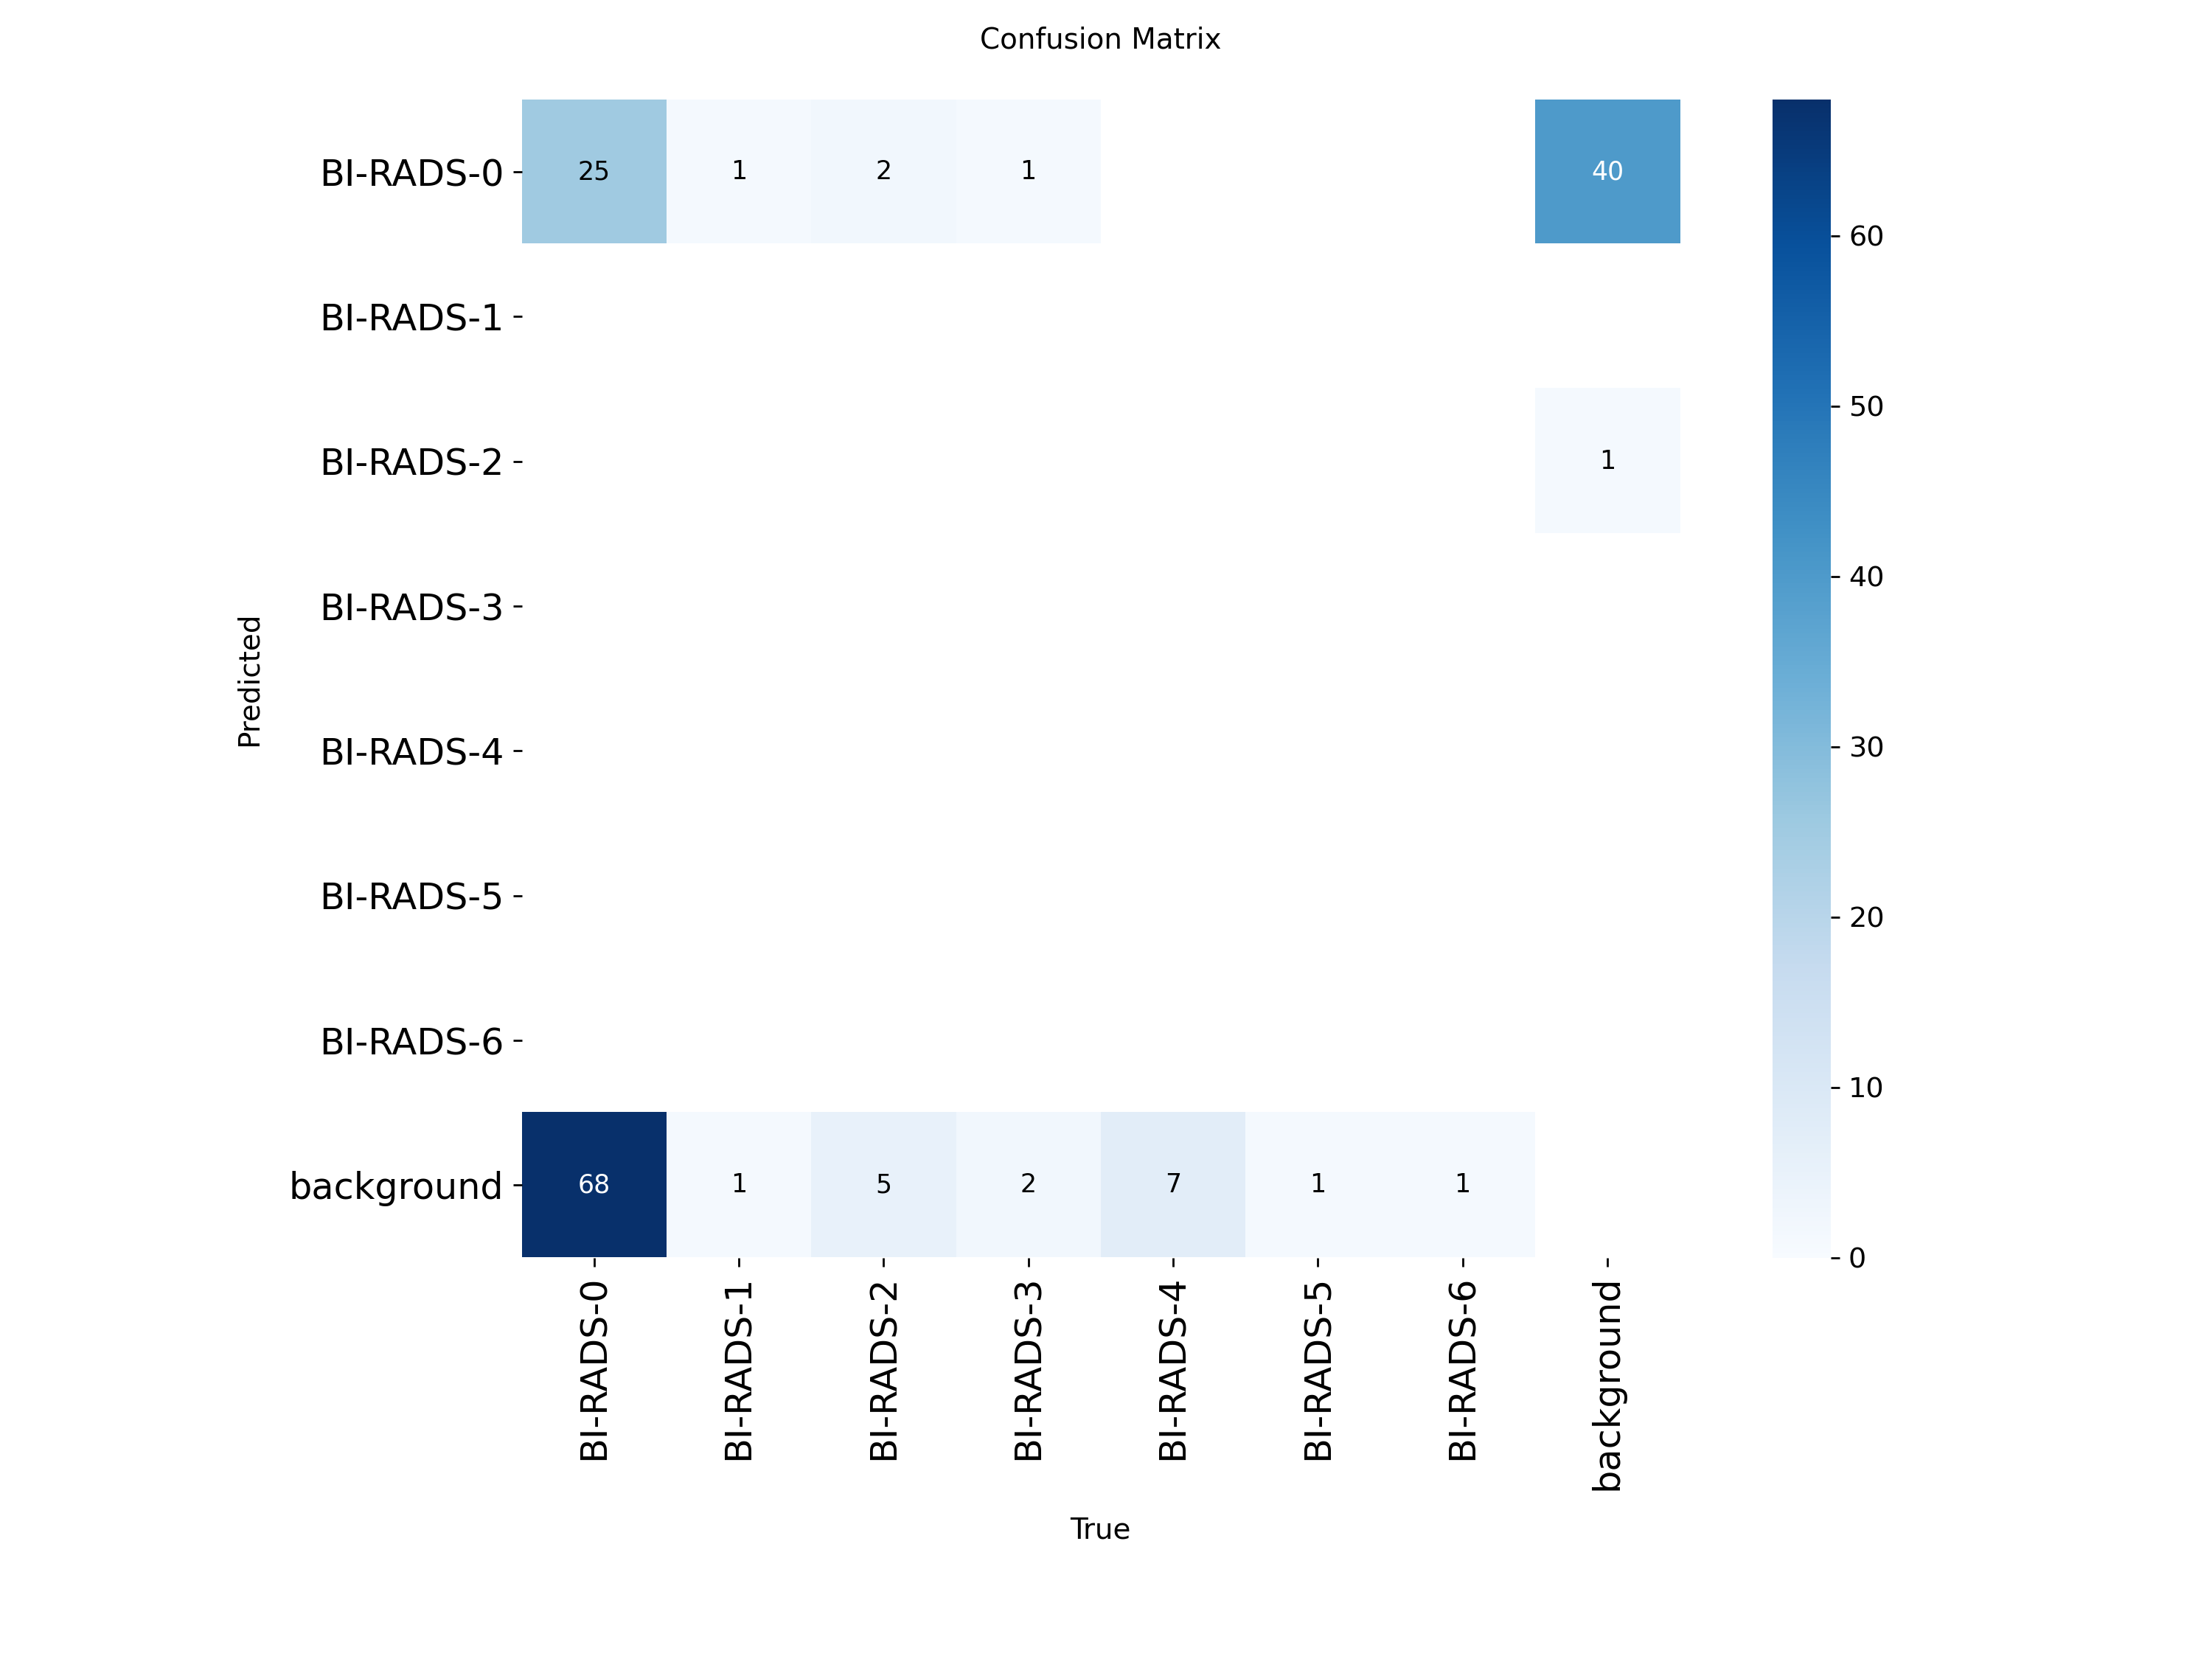 Confusion Matrix
BI-RADS-0 25 1 2 1 40
BI-RADS-1
BI-RADS-2 1
BI-RADS-3
BI-RADS-4
BI-RADS-5
BI-RADS-6
background 68 1 5 2 7 1 1
Predicted
BI-RADS-0 BI-RADS-1 BI-RADS-2 BI-RADS-3 BI-RADS-4 BI-RADS-5 BI-RADS-6 background
True
60
50
40
30
20
10
0